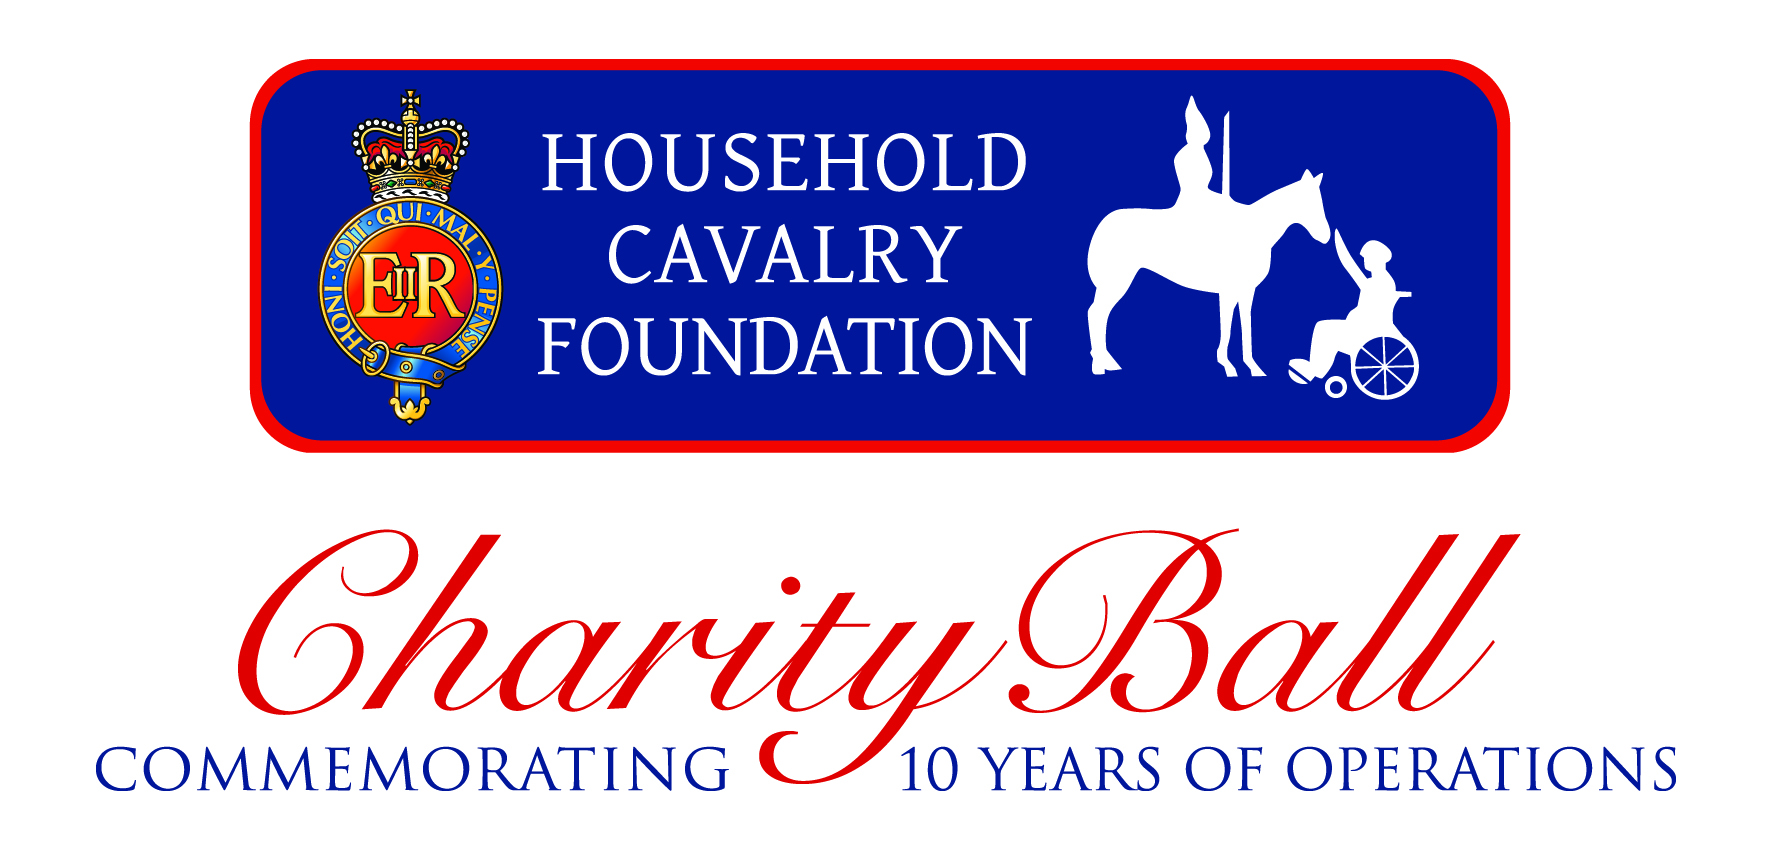 HONI · SOIT · QUI · MAL · Y · PENSE
EIIR
HOUSEHOLD
CAVALRY
FOUNDATION
Charity Ball
COMMEMORATING 10 YEARS OF OPERATIONS